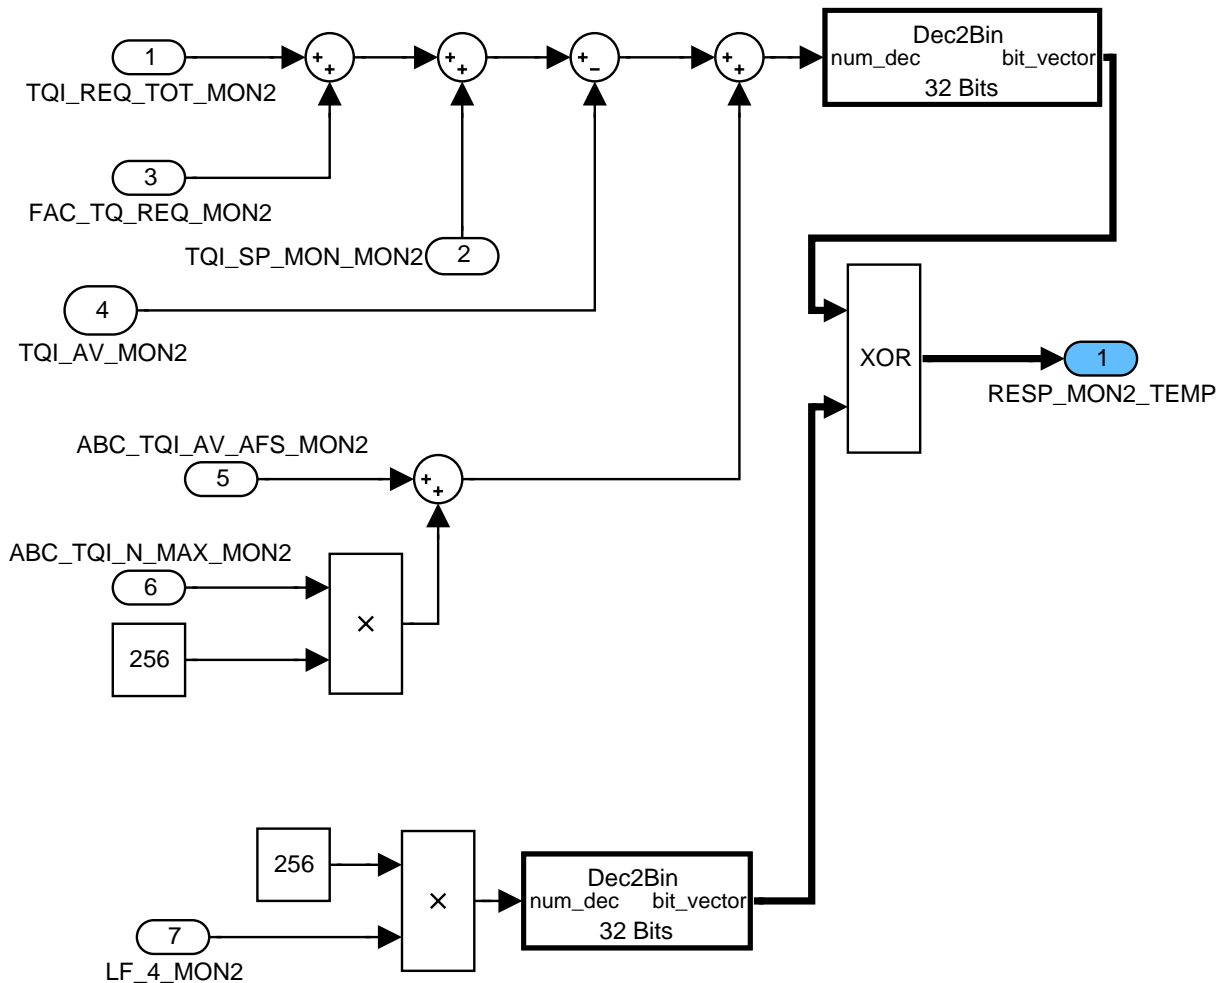 1
TQI_REQ_TOT_MON2
+
+
+
+
+
−
+
+
Dec2Bin
num_dec bit_vector
32 Bits
3
FAC_TQ_REQ_MON2
TQI_SP_MON_MON2 2
4
TQI_AV_MON2
XOR
1
RESP_MON2_TEMP
ABC_TQI_AV_AFS_MON2
5
+
+
ABC_TQI_N_MAX_MON2
6
×
256
256
×
Dec2Bin
num_dec bit_vector
32 Bits
7
LF_4_MON2